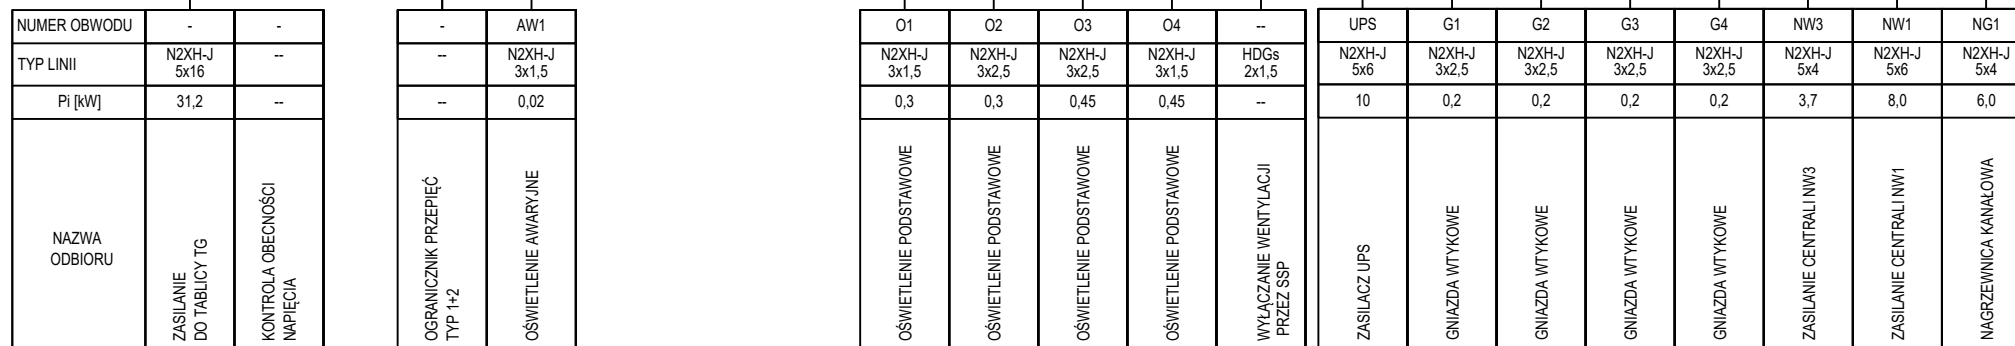 NUMER OBWODU - - - AW1 O1 O2 O3 O4 -- UPS G1 G2 G3 G4 NW3 NW1 NG1
TYP LINII N2XH-J 5x16 -- -- N2XH-J 3x1,5 N2XH-J 3x1,5 N2XH-J 3x2,5 N2XH-J 3x2,5 N2XH-J 3x1,5 HDGs 2x1,5 N2XH-J 5x6 N2XH-J 3x2,5 N2XH-J 3x2,5 N2XH-J 3x2,5 N2XH-J 3x2,5 N2XH-J 5x4 N2XH-J 5x6 N2XH-J 5x4
Pi [kW] 31,2 -- -- 0,02 0,3 0,3 0,45 0,45 -- 10 0,2 0,2 0,2 0,2 3,7 8,0 6,0
NAZWA
ODBIORU
ZASILANIE
DO TABLICY TG
KONTROLA OBECNOŚCI
NAPIĘCIA
OGRANICZNIK PRZEPIĘĆ
TYP 1+2
OŚWIETLENIE AWARYJNE
OŚWIETLENIE PODSTAWOWE
OŚWIETLENIE PODSTAWOWE
OŚWIETLENIE PODSTAWOWE
OŚWIETLENIE PODSTAWOWE
WYŁĄCZANIE WENTYLACJI
PRZEZ SSP
ZASILACZ UPS
GNIAZDA WTYKOWE
GNIAZDA WTYKOWE
GNIAZDA WTYKOWE
GNIAZDA WTYKOWE
ZASILANIE CENTRALI NW3
ZASILANIE CENTRALI NW1
NAGRZEWNICA KANAŁOWA